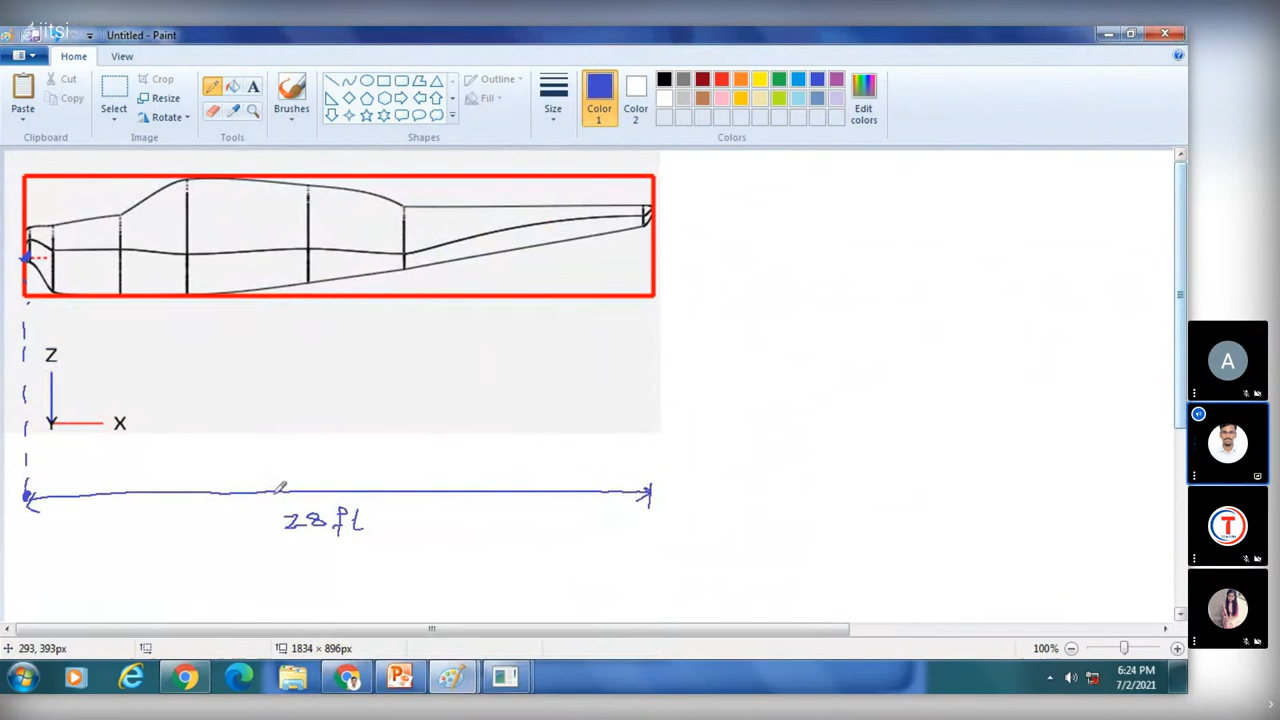 jitsi
Untitled - Paint
Home View
Paste
Cut
Copy
Clipboard
Select
Crop
Resize
Rotate
Image
A
Tools
Brushes
Outline
Fill
Shapes
Size
Color 1
Color 2
Edit colors
Colors
Z
Y X
28 ft
A
T
293, 393px
1834 × 896px
100%
6:24 PM
7/2/2021